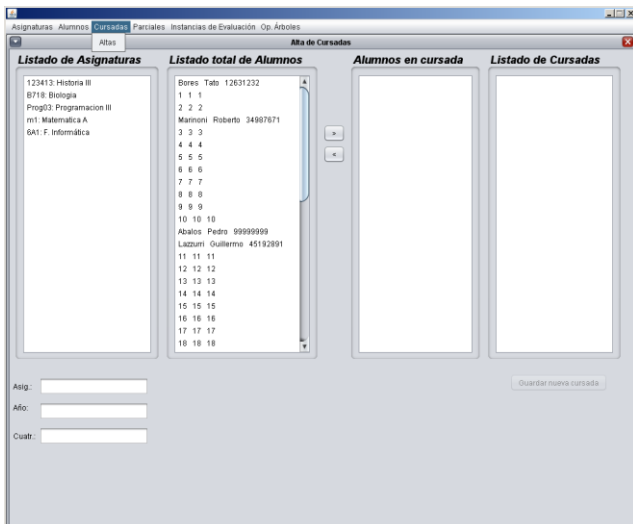 Asignaturas Alumnos Cursadas Parciales Instancias de Evaluación Op. Árboles
Altas
Alta de Cursadas
Listado de Asignaturas
123413: Historia III
B718: Biologia
Prog03: Programacion III
m1: Matematica A
6A1: F. Informática
Listado total de Alumnos
Bores Tato 12631232
1 1 1
2 2 2
Marinoni Roberto 34987671
3 3 3
4 4 4
5 5 5
6 6 6
7 7 7
8 8 8
9 9 9
10 10 10
Abalos Pedro 99999999
Lazzurri Guillermo 45192891
11 11 11
12 12 12
13 13 13
14 14 14
15 15 15
16 16 16
17 17 17
18 18 18
>
<
Alumnos en cursada
Listado de Cursadas
Asig.:
Año:
Cuatr.:
Guardar nueva cursada